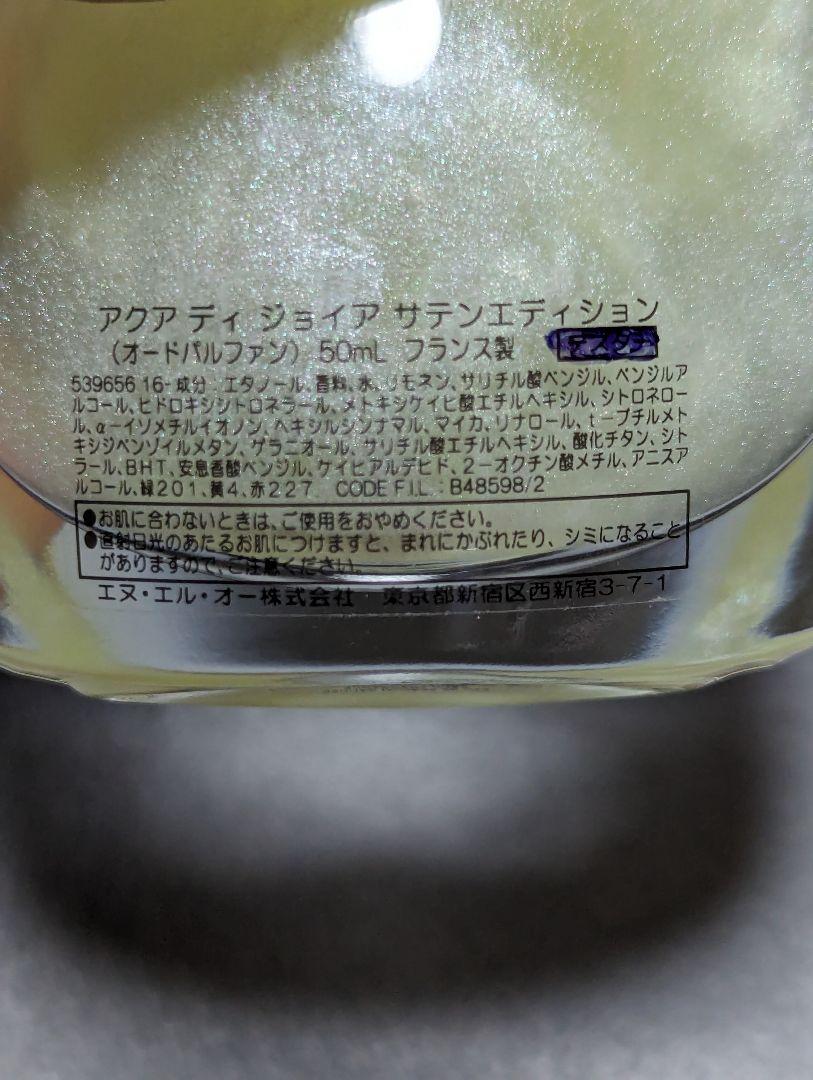 アクア ディ ジョイア サテンエディション
(オードパルファン) 50mL フランス製 テスター
539656 16- 成分:エタノール、香料、水、リモネン、サリチル酸ベンジル、ベンジルア
ルコール、ヒドロキシシトロネラール、メトキシケイヒ酸エチルヘキシル、シトロネロー
ル、α-イソメチルイオノン、ヘキシルシンナマル、マイカ、リナロール、t-ブチルメト
キシジベンゾイルメタン、ゲラニオール、サリチル酸エチルヘキシル、酸化チタン、シト
ラール、BHT、安息香酸ベンジル、ケイヒアルデヒド、2-オクチン酸メチル、アニスア
ルコール、緑201、黄4、赤227 CODE F.I.L.:B48598/2
●お肌に合わないときは、ご使用をおやめください。
●直射日光のあたるお肌につけますと、まれにかぶれたり、シミになること
がありますので、ご注意ください。
エヌ・エル・オー株式会社 東京都新宿区西新宿3-7-1